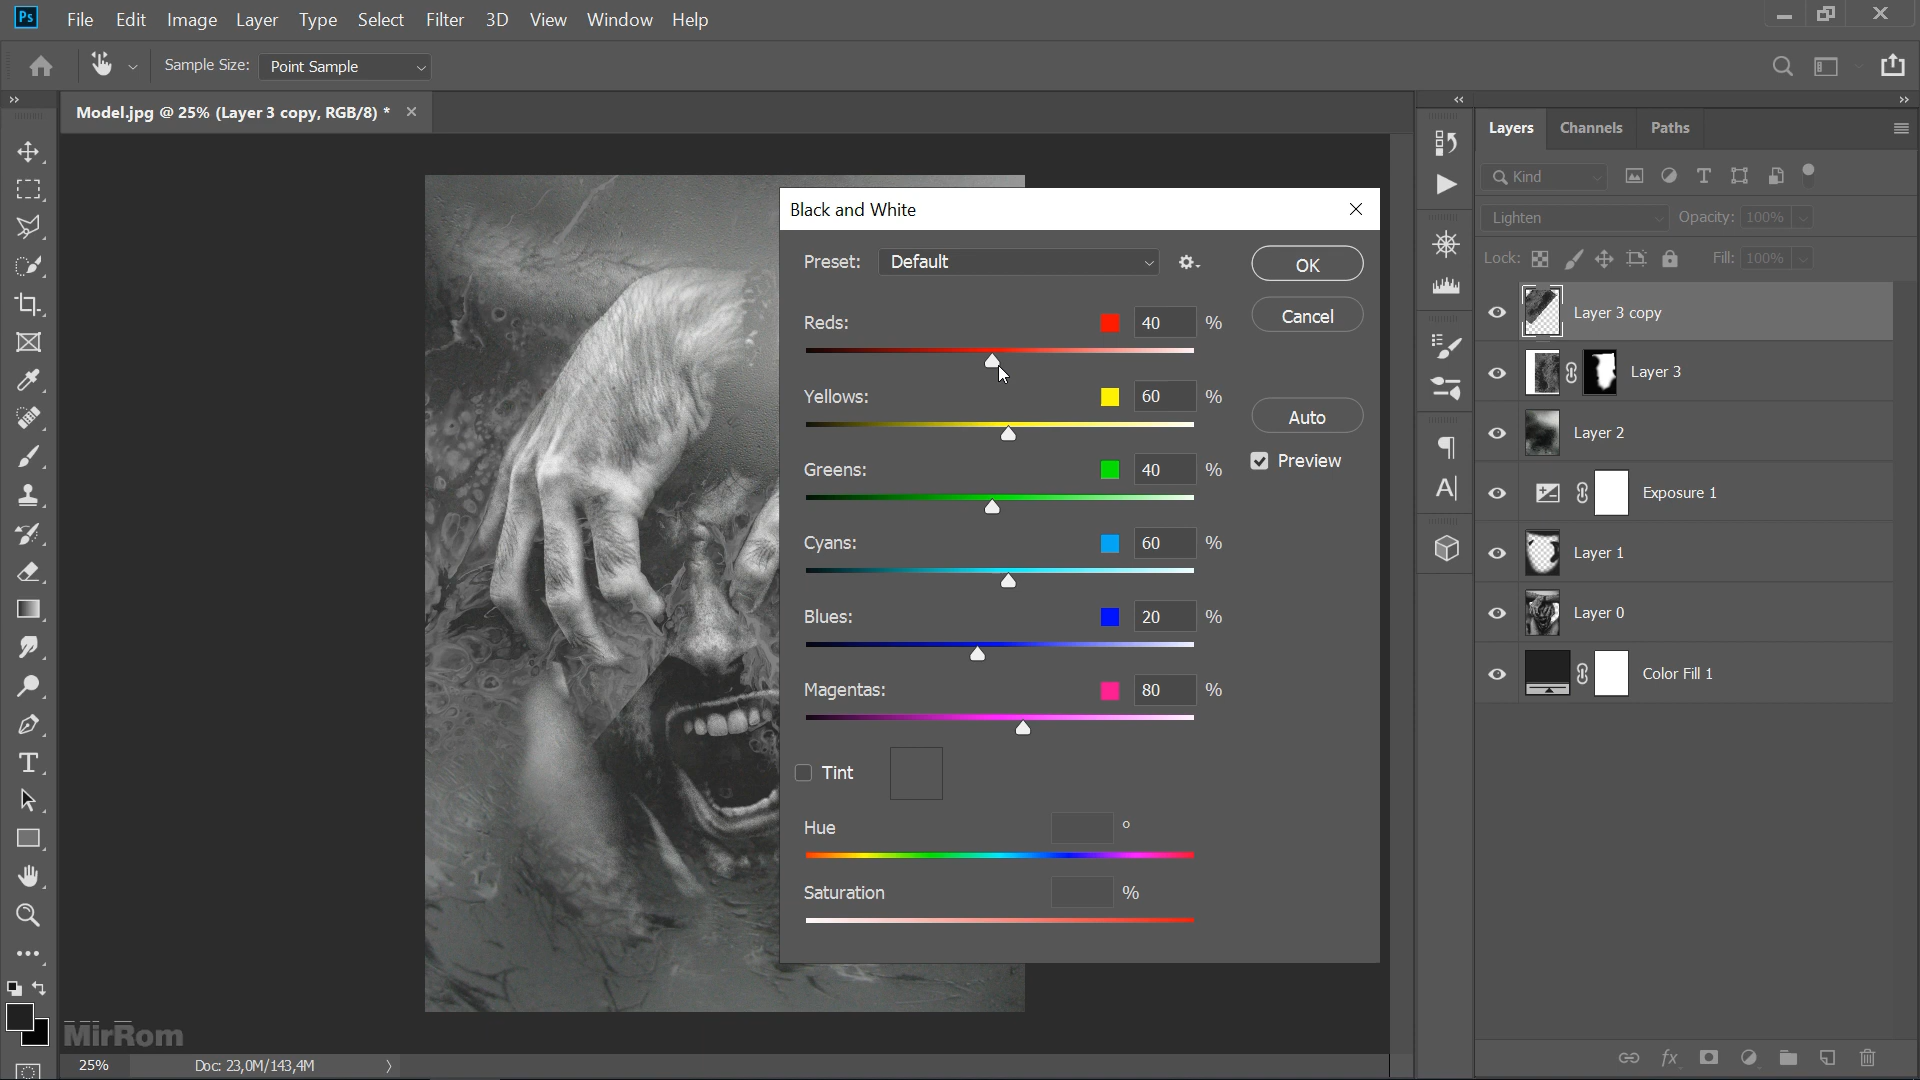 Ps File Edit Image Layer Type Select Filter 3D View Window Help
Sample Size: Point Sample
Model.jpg @ 25% (Layer 3 copy, RGB/8) *
Layers Channels Paths
Kind
Lighten Opacity: 100%
Lock: Fill: 100%
Layer 3 copy
Layer 3
Layer 2
Exposure 1
Layer 1
Layer 0
Color Fill 1
Black and White
Preset: Default
OK
Cancel
Auto
Preview
Reds: 40 %
Yellows: 60 %
Greens: 40 %
Cyans: 60 %
Blues: 20 %
Magentas: 80 %
Tint
Hue °
Saturation %
MirRom
25% Doc: 23,0M/143,4M